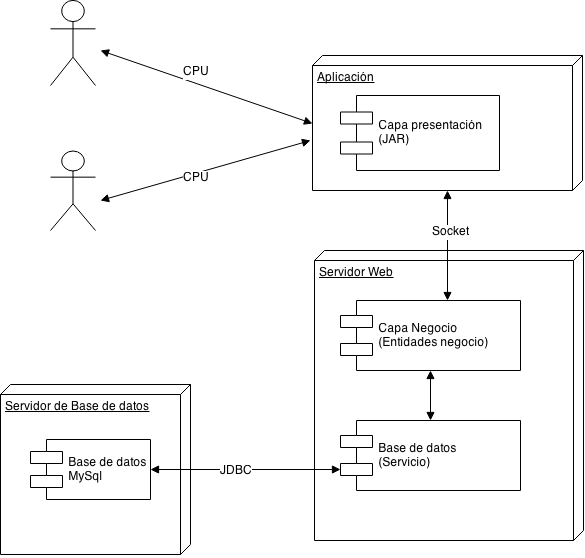 CPU
Aplicación
Capa presentación
(JAR)
CPU
Socket
Servidor Web
Capa Negocio
(Entidades negocio)
Servidor de Base de datos
Base de datos
MySql
JDBC
Base de datos
(Servicio)